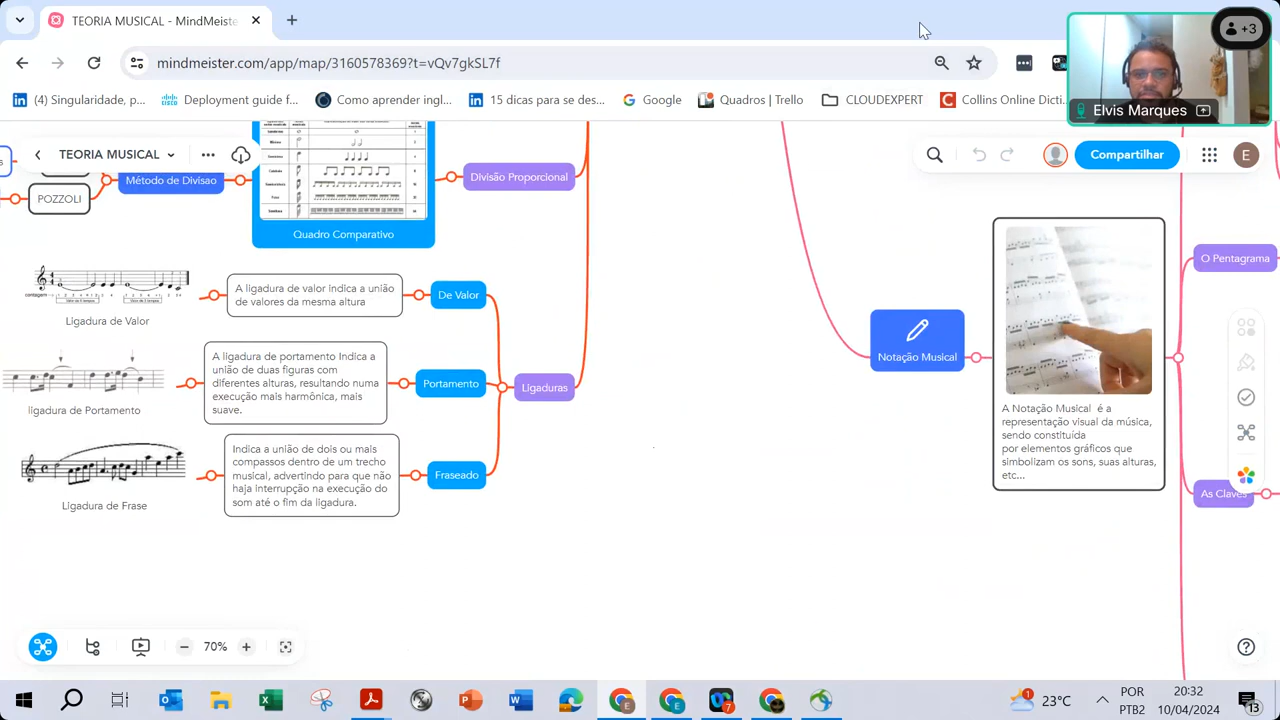 TEORIA MUSICAL - MindMeister
mindmeister.com/app/map/3160578369?t=vQv7gkSL7f
(4) Singularidade, p...
Deployment guide f...
Como aprender ingl...
15 dicas para se des...
Google
Quadros | Trello
CLOUDEXPERT
Collins Online Dicti...
+3
Elvis Marques
TEORIA MUSICAL
Compartilhar
E
POZZOLI
Método de Divisao
Quadro Comparativo
Divisão Proporcional
contagem
Ligadura de Valor
A ligadura de valor indica a união
de valores da mesma altura
De Valor
ligadura de Portamento
A ligadura de portamento Indica a
união de duas figuras com
diferentes alturas, resultando numa
execução mais harmônica, mais
suave.
Portamento
Ligaduras
Ligadura de Frase
Indica a união de dois ou mais
compassos dentro de um trecho
musical, advertindo para que não
haja interrupção na execução do
som até o fim da ligadura.
Fraseado
Notação Musical
A Notação Musical é a
representação visual da música,
sendo constituída
por elementos gráficos que
simbolizam os sons, suas alturas,
etc...
O Pentagrama
As Claves
70%
23°C
POR
PTB2
20:32
10/04/2024
13